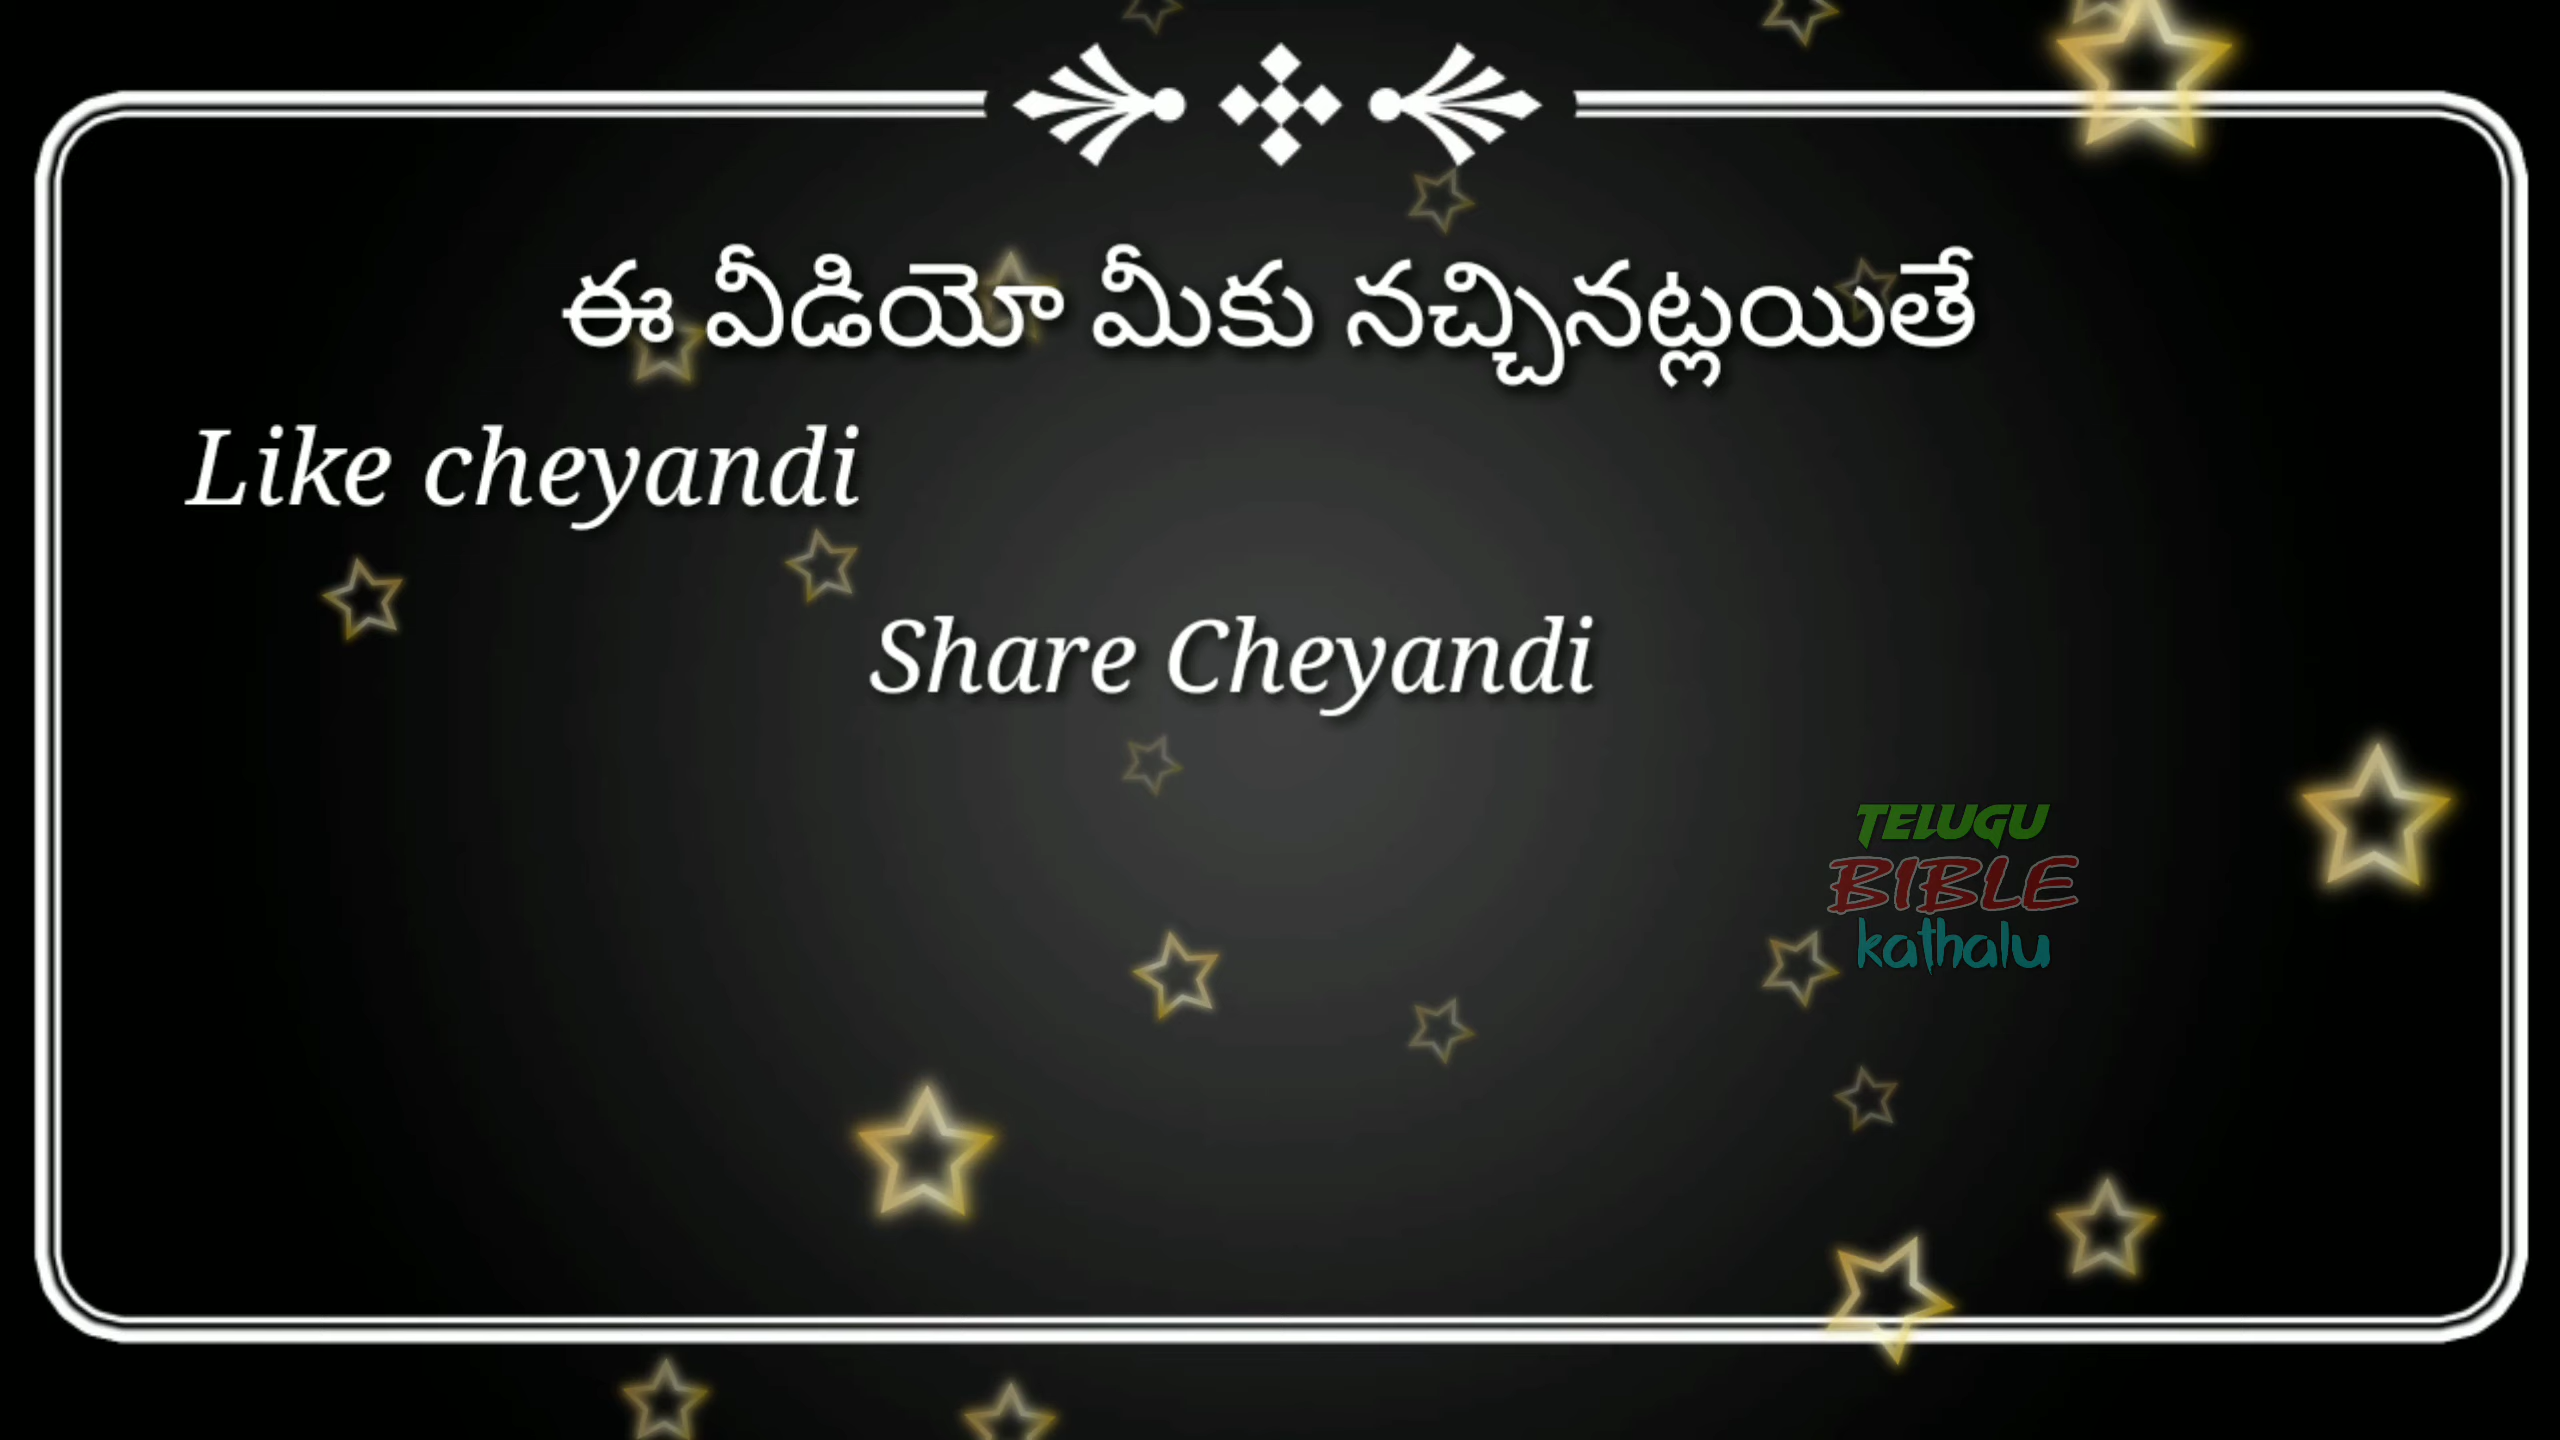 ఈ వీడియో మీకు నచ్చినట్లయితే
Like cheyandi
Share Cheyandi
TELUGU
BIBLE
kathalu